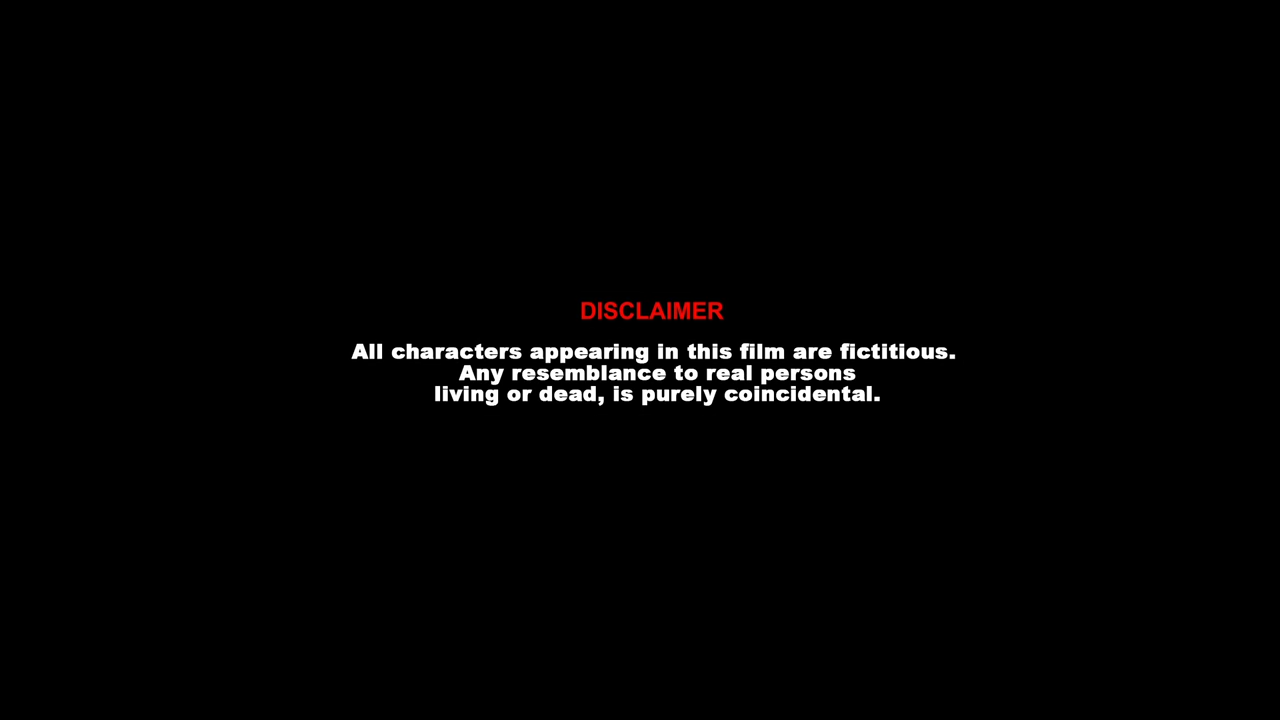 DISCLAIMER
All characters appearing in this film are fictitious.
Any resemblance to real persons
living or dead, is purely coincidental.